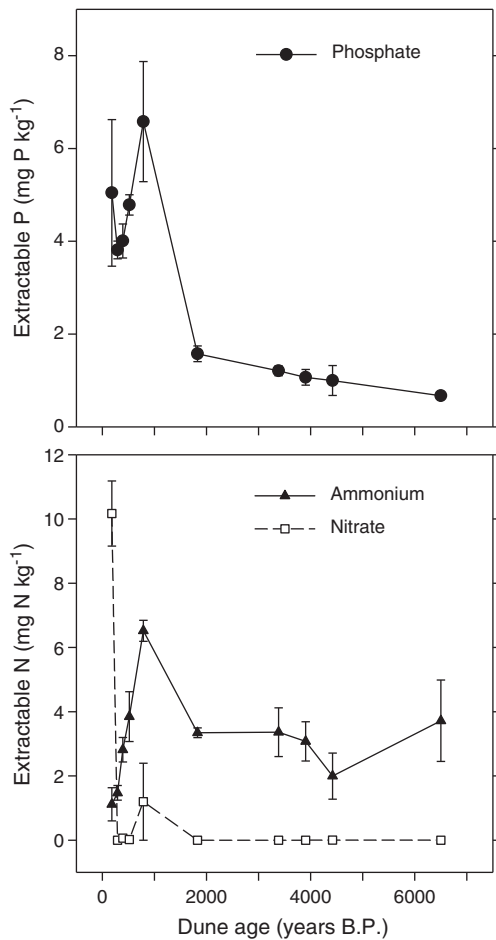 8
6
4
2
0
Extractable P (mg P kg⁻¹)
Phosphate
12
10
8
6
4
2
0
Extractable N (mg N kg⁻¹)
Ammonium
Nitrate
0 2000 4000 6000
Dune age (years B.P.)